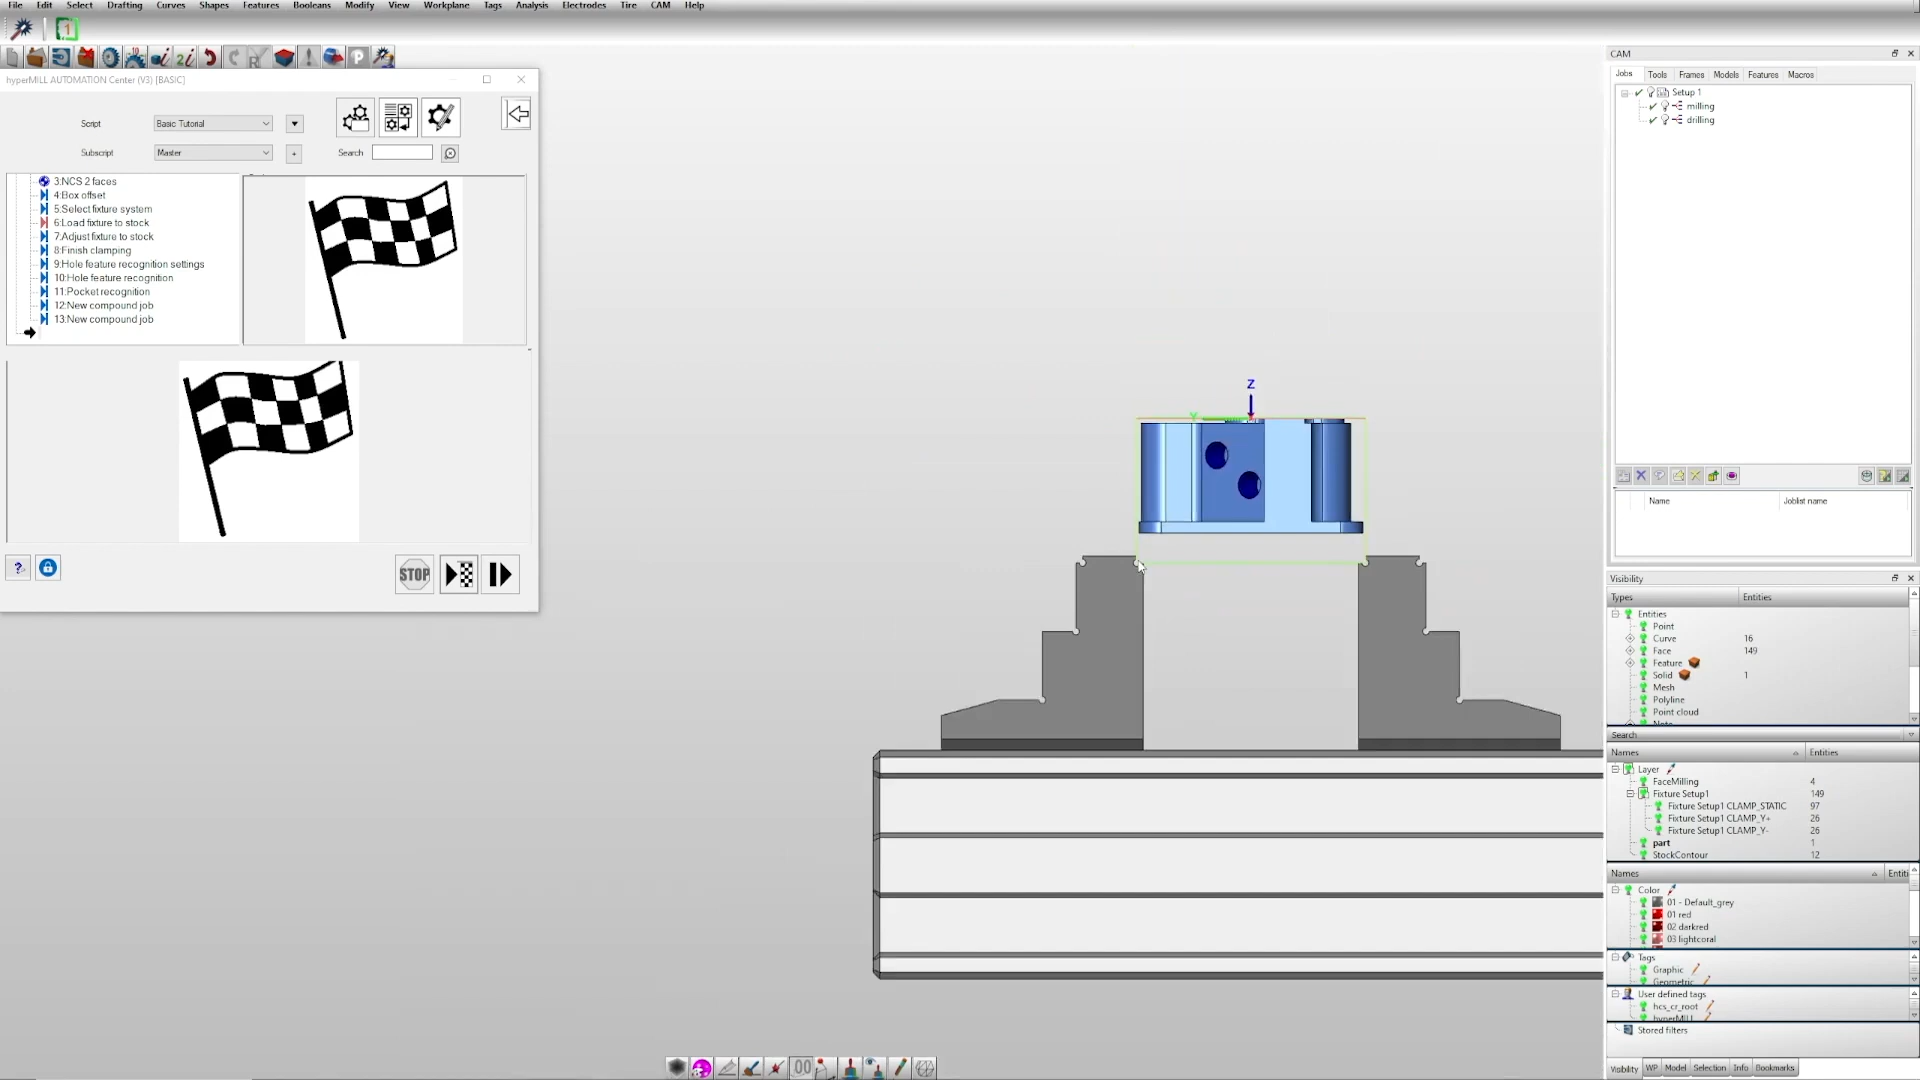 File Edit Select Drafting Curves Shapes Features Booleans Modify View Workplane Tags Analysis Electrodes Tire CAM Help
hyperMILL AUTOMATION Center (V3) [BASIC]
Script Basic Tutorial
Subscript Master + Search
3:NCS 2 faces
4:Box offset
5:Select fixture system
6:Load fixture to stock
7:Adjust fixture to stock
8:Finish clamping
9:Hole feature recognition settings
10:Hole feature recognition
11:Pocket recognition
12:New compound job
13:New compound job
?
STOP
Z
Y
CAM
Jobs Tools Frames Models Features Macros
Setup 1
milling
drilling
Name Joblist name
Visibility
Types Entities
Entities
Point
Curve 16
Face 149
Feature
Solid 1
Mesh
Polyline
Point cloud
Search
Names Entities
Layer
FaceMilling 4
Fixture Setup1 149
Fixture Setup1 CLAMP_STATIC 97
Fixture Setup1 CLAMP_Y+ 26
Fixture Setup1 CLAMP_Y- 26
part 1
StockContour 12
Names Entiti
Color
01 - Default_grey
01 red
02 darkred
03 lightcoral
Tags
Graphic
Geometric
User defined tags
hcs_cr_root
hyperMILL
Stored filters
Visibility WP Model Selection Info Bookmarks